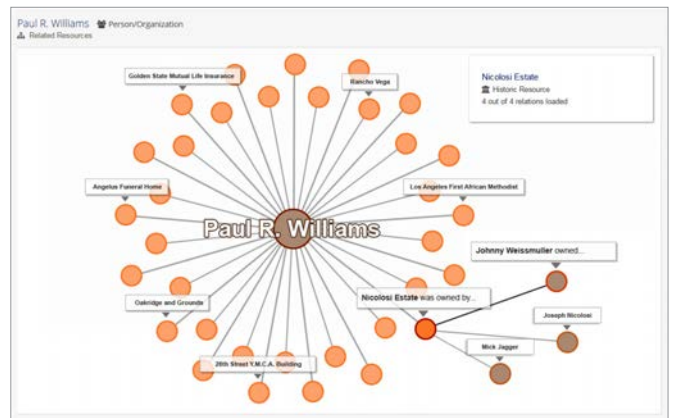 Paul R. Williams Person/Organization
Related Resources
Golden State Mutual Life Insurance
Rancho Vega
Nicolosi Estate
Historic Resource
4 out of 4 relations loaded
Angelus Funeral Home
Los Angeles First African Methodist
Paul R. Williams
Johnny Weissmuller owned...
Nicolosi Estate was owned by...
Oakridge and Grounds
Joseph Nicolosi
Mick Jagger
28th Street Y.M.C.A. Building